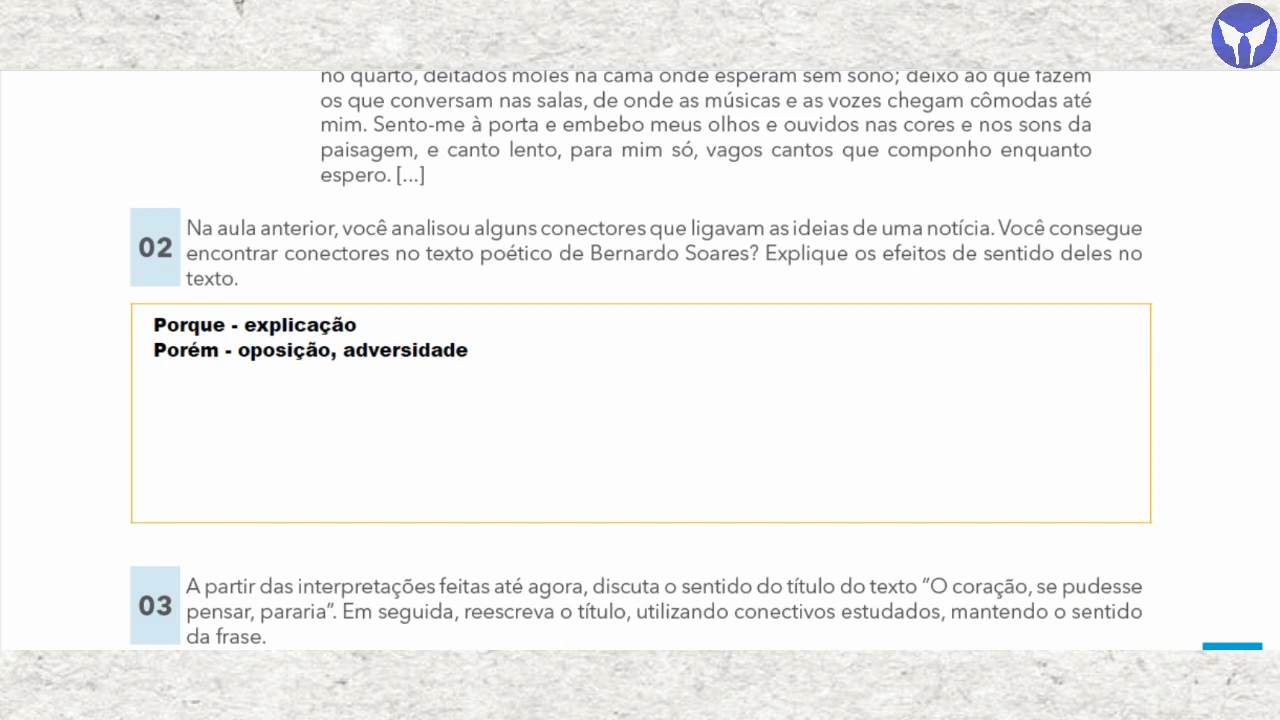 no quarto, deitados moles na cama onde esperam sem sono; deixo ao que fazem
os que conversam nas salas, de onde as músicas e as vozes chegam cômodas até
mim. Sento-me à porta e embebo meus olhos e ouvidos nas cores e nos sons da
paisagem, e canto lento, para mim só, vagos cantos que componho enquanto
espero. [...]
02
Na aula anterior, você analisou alguns conectores que ligavam as ideias de uma notícia. Você consegue
encontrar conectores no texto poético de Bernardo Soares? Explique os efeitos de sentido deles no
texto.
Porque - explicação
Porém - oposição, adversidade
03
A partir das interpretações feitas até agora, discuta o sentido do título do texto “O coração, se pudesse
pensar, pararia”. Em seguida, reescreva o título, utilizando conectivos estudados, mantendo o sentido
da frase.